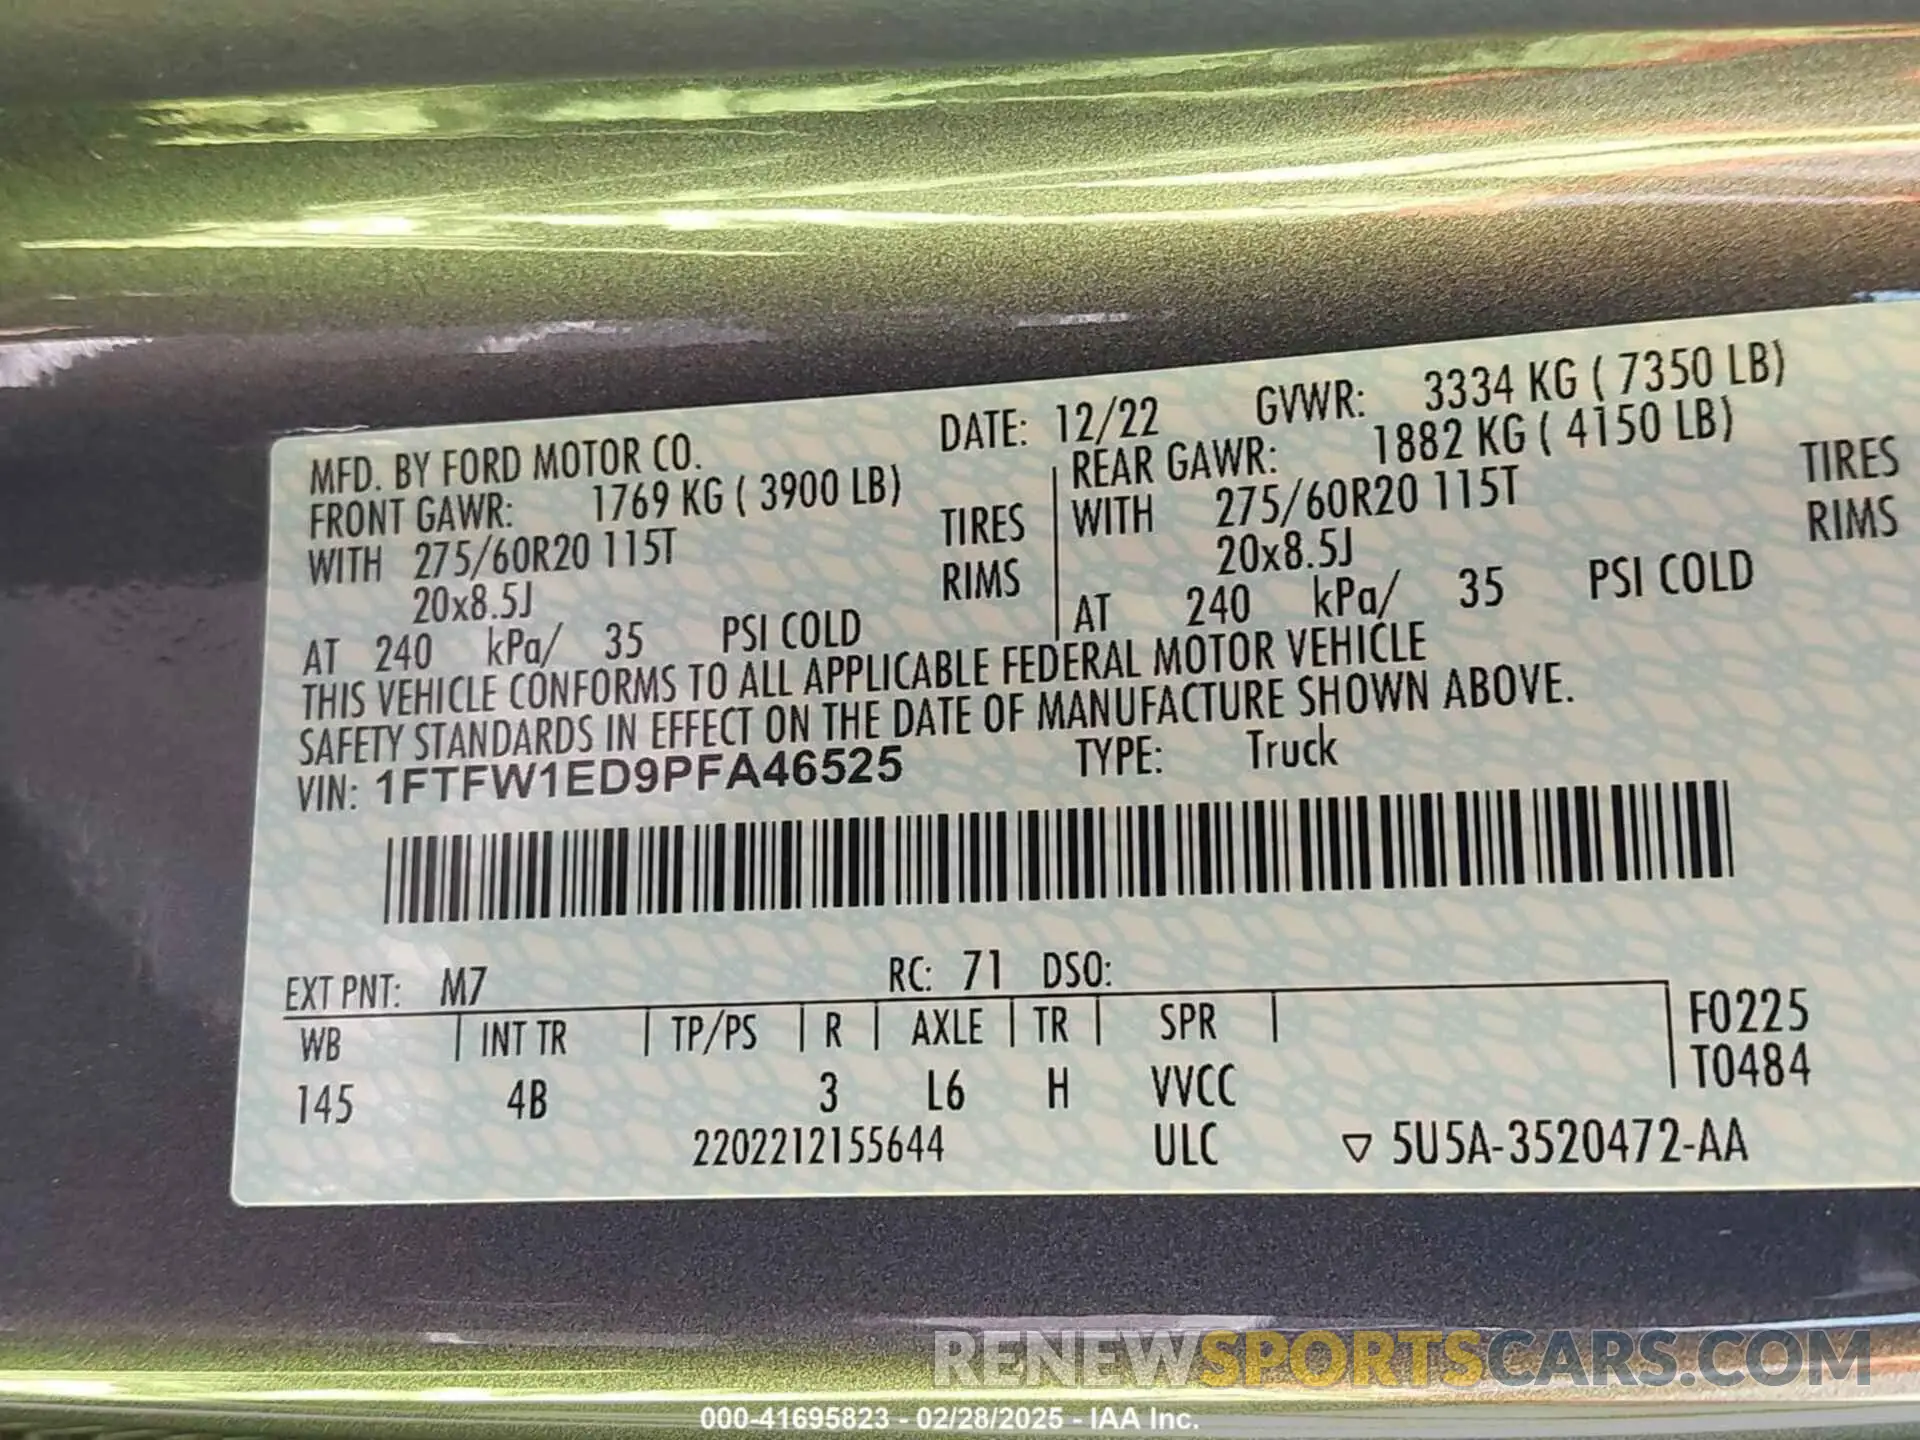 MFD. BY FORD MOTOR CO. DATE: 12/22 GVWR: 3334 KG ( 7350 LB)
FRONT GAWR: 1769 KG ( 3900 LB) REAR GAWR: 1882 KG ( 4150 LB)
WITH 275/60R20 115T TIRES WITH 275/60R20 115T TIRES
20x8.5J RIMS 20x8.5J RIMS
AT 240 kPa/ 35 PSI COLD AT 240 kPa/ 35 PSI COLD
THIS VEHICLE CONFORMS TO ALL APPLICABLE FEDERAL MOTOR VEHICLE
SAFETY STANDARDS IN EFFECT ON THE DATE OF MANUFACTURE SHOWN ABOVE.
VIN: 1FTFW1ED9PFA46525 TYPE: Truck
EXT PNT: M7 RC: 71 DSO:
WB INT TR TP/PS R AXLE TR SPR F0225
145 4B 3 L6 H VVCC T0484
2202212155644 ULC ▽ 5U5A-3520472-AA
RENEWSPORTSCARS.COM
000-41695823 - 02/28/2025 - IAA Inc.